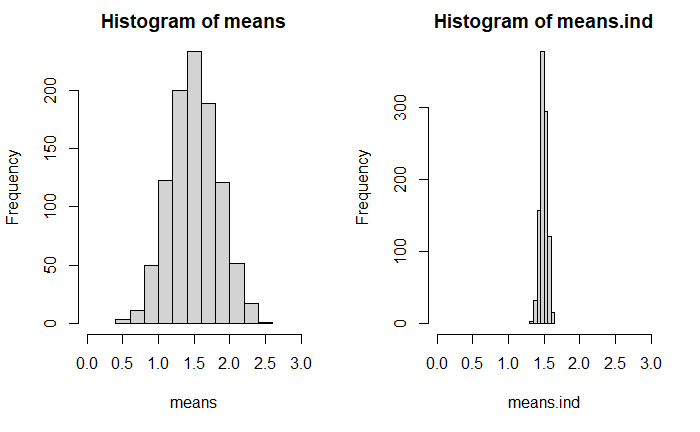 Histogram of means
Frequency
0
50
100
150
200
0.0 0.5 1.0 1.5 2.0 2.5 3.0
means
Histogram of means.ind
Frequency
0
100
200
300
0.0 0.5 1.0 1.5 2.0 2.5 3.0
means.ind